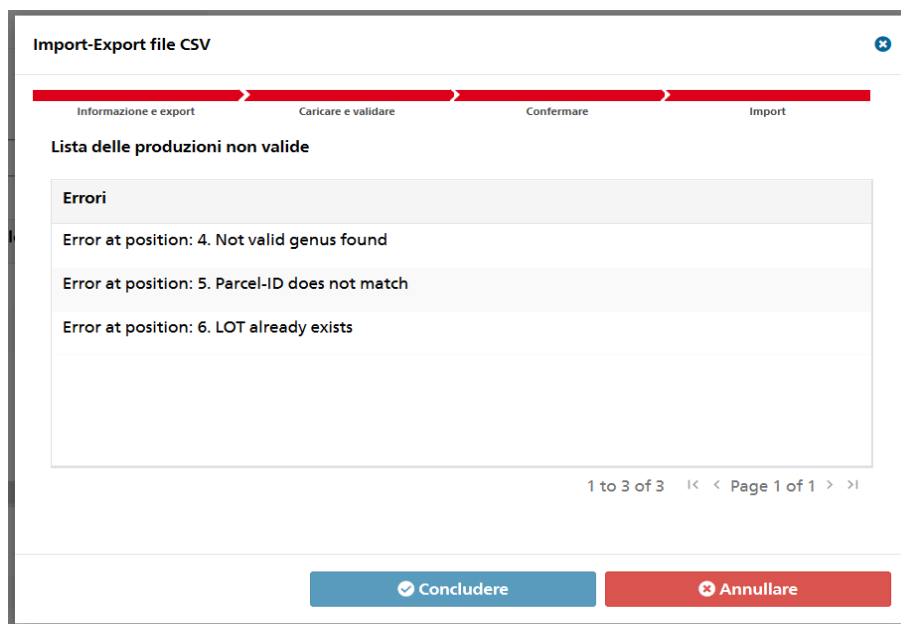 Import-Export file CSV
Informazione e export
Caricare e validare
Confermare
Import
Lista delle produzioni non valide
Errori
Error at position: 4. Not valid genus found
Error at position: 5. Parcel-ID does not match
Error at position: 6. LOT already exists
1 to 3 of 3 Page 1 of 1
Concludere
Annullare